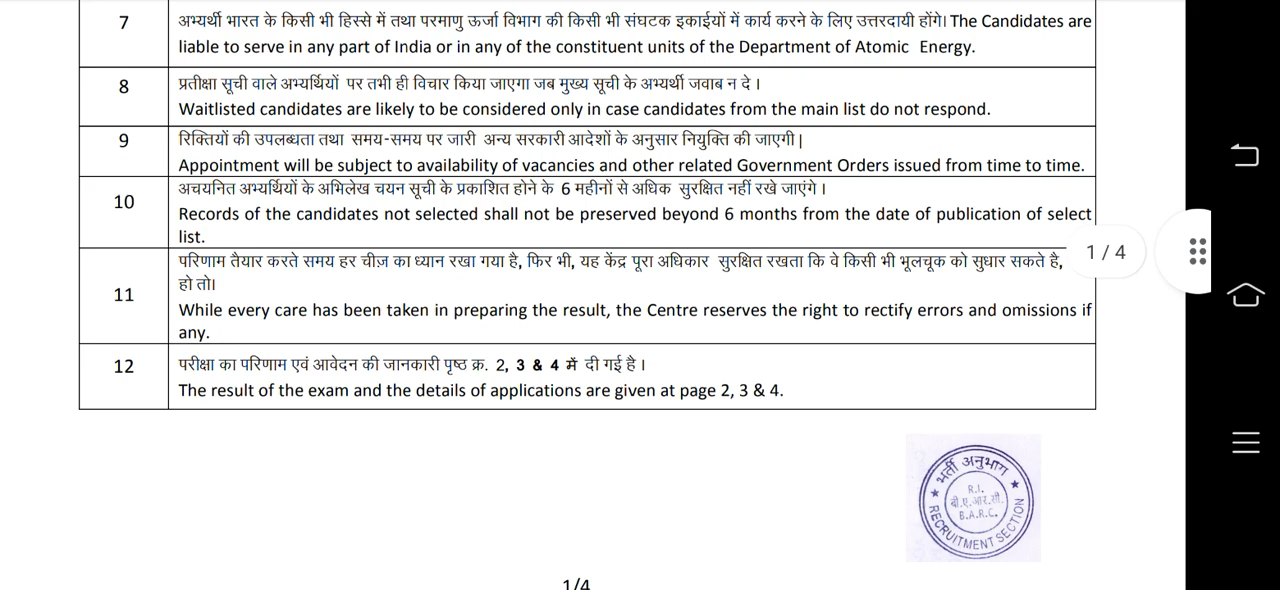 7
अभ्यर्थी भारत के किसी भी हिस्से में तथा परमाणु ऊर्जा विभाग की किसी भी संघटक इकाईयों में कार्य करने के लिए उत्तरदायी होंगे। The Candidates are
liable to serve in any part of India or in any of the constituent units of the Department of Atomic Energy.
8
प्रतीक्षा सूची वाले अभ्यर्थियों पर तभी ही विचार किया जाएगा जब मुख्य सूची के अभ्यर्थी जवाब न दे ।
Waitlisted candidates are likely to be considered only in case candidates from the main list do not respond.
9
रिक्तियों की उपलब्धता तथा समय-समय पर जारी अन्य सरकारी आदेशों के अनुसार नियुक्ति की जाएगी|
Appointment will be subject to availability of vacancies and other related Government Orders issued from time to time.
10
अचयनित अभ्यर्थियों के अभिलेख चयन सूची के प्रकाशित होने के 6 महीनों से अधिक सुरक्षित नहीं रखे जाएंगे ।
Records of the candidates not selected shall not be preserved beyond 6 months from the date of publication of select
list.
11
परिणाम तैयार करते समय हर चीज़ का ध्यान रखा गया है, फिर भी, यह केंद्र पूरा अधिकार सुरक्षित रखता कि वे किसी भी भूलचूक को सुधार सकते है,
हो तो।
While every care has been taken in preparing the result, the Centre reserves the right to rectify errors and omissions if
any.
12
परीक्षा का परिणाम एवं आवेदन की जानकारी पृष्ठ क्र. 2, 3 & 4 में दी गई है ।
The result of the exam and the details of applications are given at page 2, 3 & 4.
1 / 4
भर्ती अनुभाग
R.I.
बी.ए.आर.सी.
B.A.R.C.
RECRUITMENT SECTION
1/4